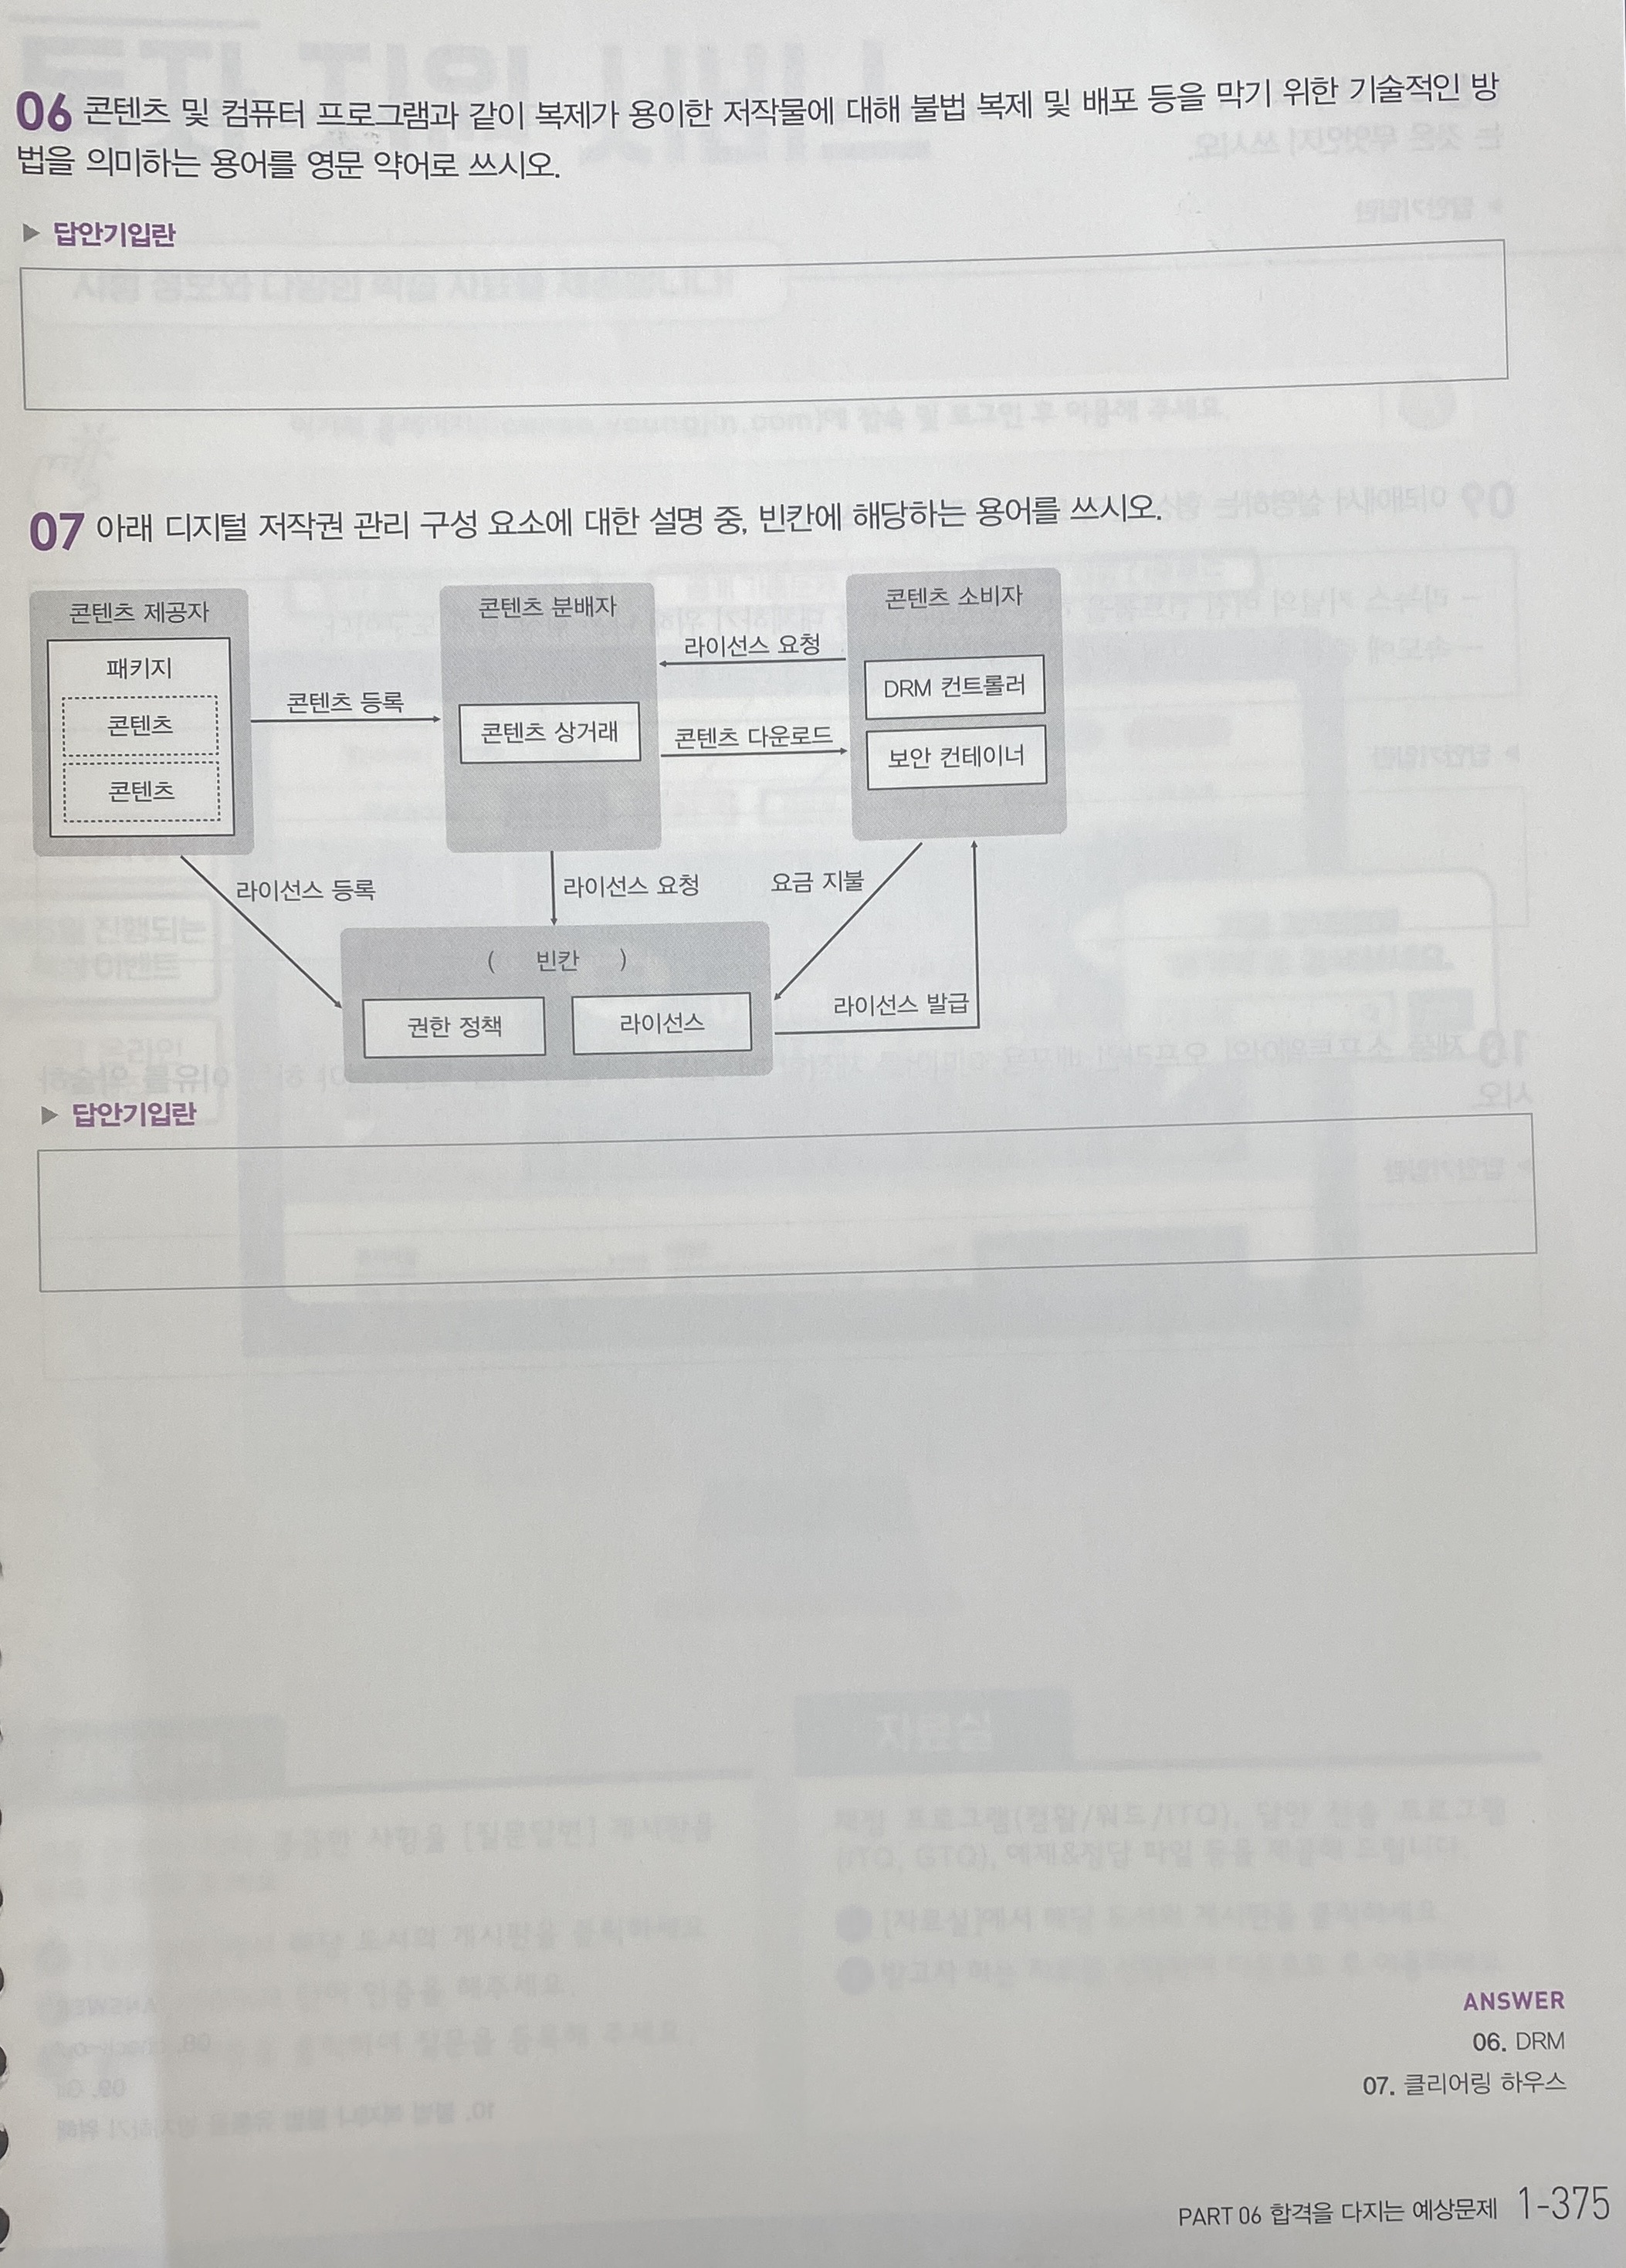 06 콘텐츠 및 컴퓨터 프로그램과 같이 복제가 용이한 저작물에 대해 불법 복제 및 배포 등을 막기 위한 기술적인 방
법을 의미하는 용어를 영문 약어로 쓰시오.
▶ 답안기입란
07 아래 디지털 저작권 관리 구성 요소에 대한 설명 중, 빈칸에 해당하는 용어를 쓰시오.
콘텐츠 제공자
패키지
콘텐츠
콘텐츠
콘텐츠 등록
콘텐츠 분배자
콘텐츠 상거래
라이선스 요청
콘텐츠 다운로드
콘텐츠 소비자
DRM 컨트롤러
보안 컨테이너
라이선스 등록
라이선스 요청
요금 지불
라이선스 발급
( 빈칸 )
권한 정책
라이선스
▶ 답안기입란
ANSWER
06. DRM
07. 클리어링 하우스
PART 06 합격을 다지는 예상문제 1-375